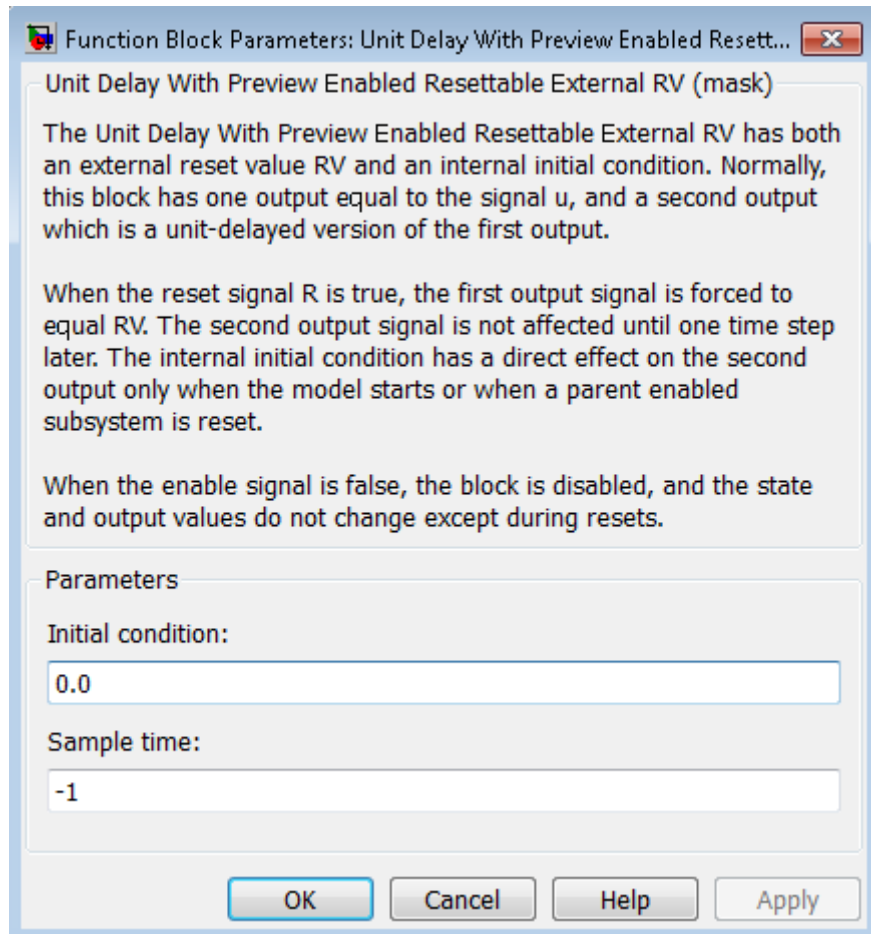 Function Block Parameters: Unit Delay With Preview Enabled Resett...
Unit Delay With Preview Enabled Resettable External RV (mask)
The Unit Delay With Preview Enabled Resettable External RV has both
an external reset value RV and an internal initial condition. Normally,
this block has one output equal to the signal u, and a second output
which is a unit-delayed version of the first output.
When the reset signal R is true, the first output signal is forced to
equal RV. The second output signal is not affected until one time step
later. The internal initial condition has a direct effect on the second
output only when the model starts or when a parent enabled
subsystem is reset.
When the enable signal is false, the block is disabled, and the state
and output values do not change except during resets.
Parameters
Initial condition:
0.0
Sample time:
-1
OK Cancel Help Apply